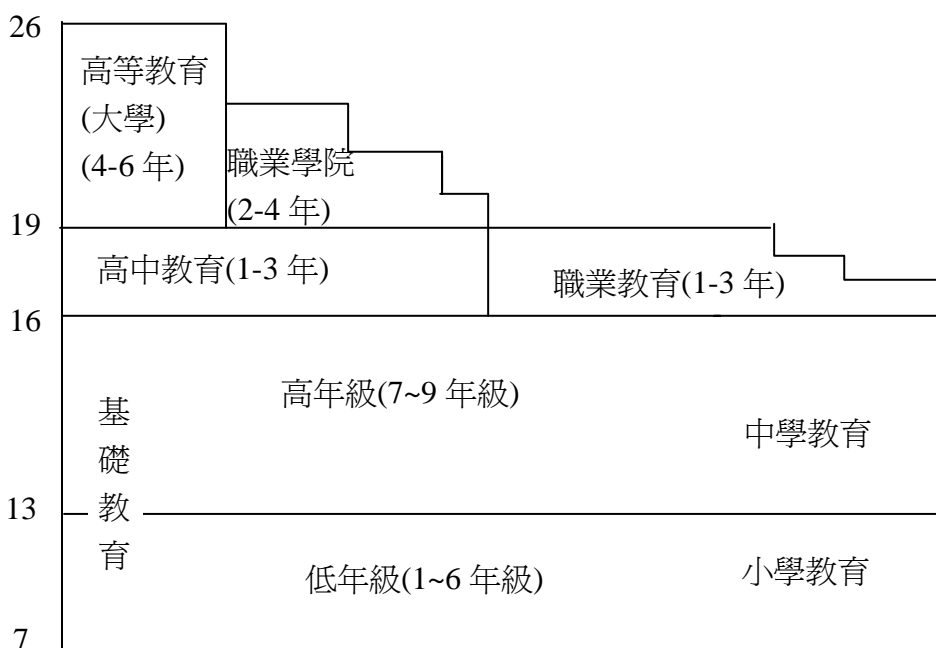 26
高等教育
(大學)
(4-6 年)
職業學院
(2-4 年)
19
高中教育(1-3 年)
職業教育(1-3 年)
16
高年級(7~9 年級)
基礎教育
中學教育
13
低年級(1~6 年級)
小學教育
7